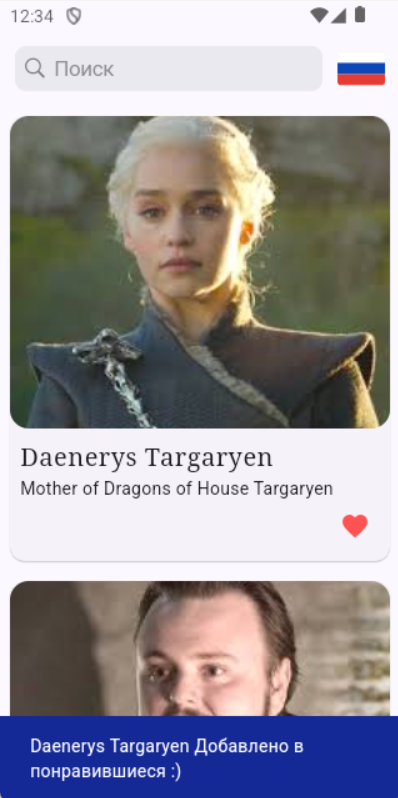 12:34
Поиск
Daenerys Targaryen
Mother of Dragons of House Targaryen
Daenerys Targaryen Добавлено в
понравившиеся :)